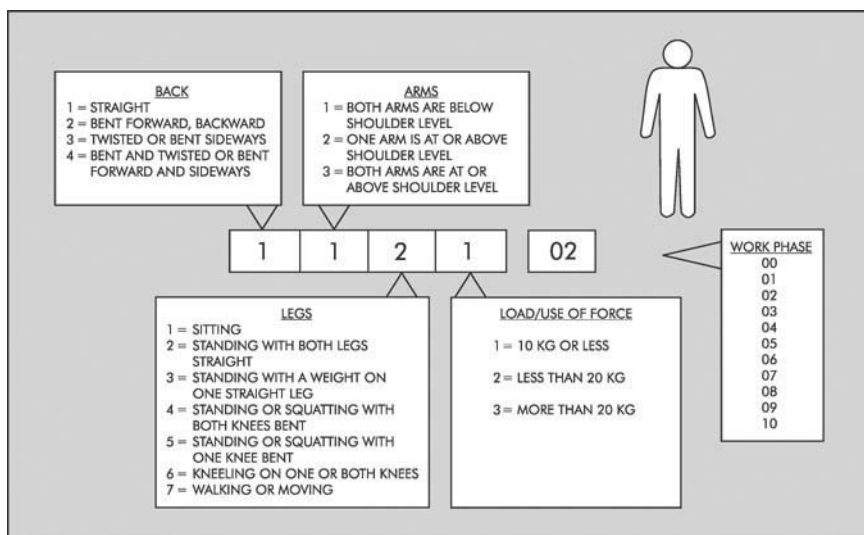 BACK
1 = STRAIGHT
2 = BENT FORWARD, BACKWARD
3 = TWISTED OR BENT SIDEWAYS
4 = BENT AND TWISTED OR BENT
FORWARD AND SIDEWAYS
ARMS
1 = BOTH ARMS ARE BELOW
SHOULDER LEVEL
2 = ONE ARM IS AT OR ABOVE
SHOULDER LEVEL
3 = BOTH ARMS ARE AT OR
ABOVE SHOULDER LEVEL
1 1 2 1 02
LEGS
1 = SITTING
2 = STANDING WITH BOTH LEGS
STRAIGHT
3 = STANDING WITH A WEIGHT ON
ONE STRAIGHT LEG
4 = STANDING OR SQUATTING WITH
BOTH KNEES BENT
5 = STANDING OR SQUATTING WITH
ONE KNEE BENT
6 = KNEELING ON ONE OR BOTH KNEES
7 = WALKING OR MOVING
LOAD/USE OF FORCE
1 = 10 KG OR LESS
2 = LESS THAN 20 KG
3 = MORE THAN 20 KG
WORK PHASE
00
01
02
03
04
05
06
07
08
09
10